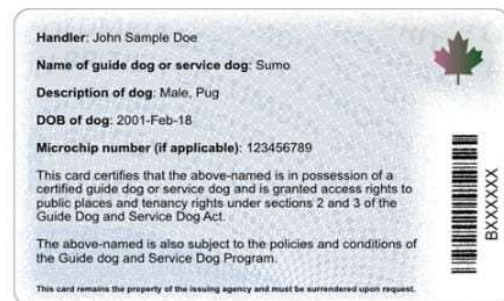 Handler: John Sample Doe
Name of guide dog or service dog: Sumo
Description of dog: Male, Pug
DOB of dog: 2001-Feb-18
Microchip number (if applicable): 123456789
This card certifies that the above-named is in possession of a
certified guide dog or service dog and is granted access rights to
public places and tenancy rights under sections 2 and 3 of the
Guide Dog and Service Dog Act.
The above-named is also subject to the policies and conditions of
the Guide dog and Service Dog Program.
This card remains the property of the issuing agency and must be surrendered upon request.
BXXXXXX